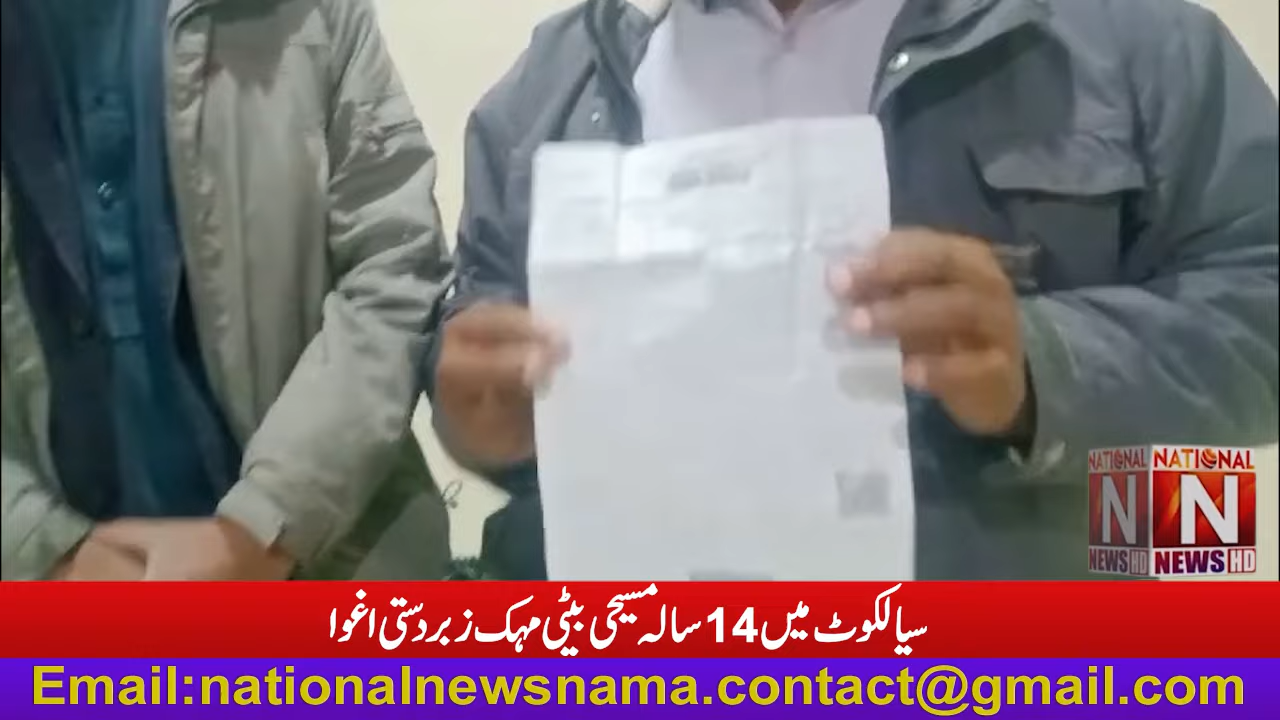 NATIONAL NATIONAL
N N
NEWS HD NEWS HD
سیالکوٹ میں 14 سالہ مسیحی بیٹی مہک زبردستی اغوا
Email:nationalnewsnama.contact@gmail.com